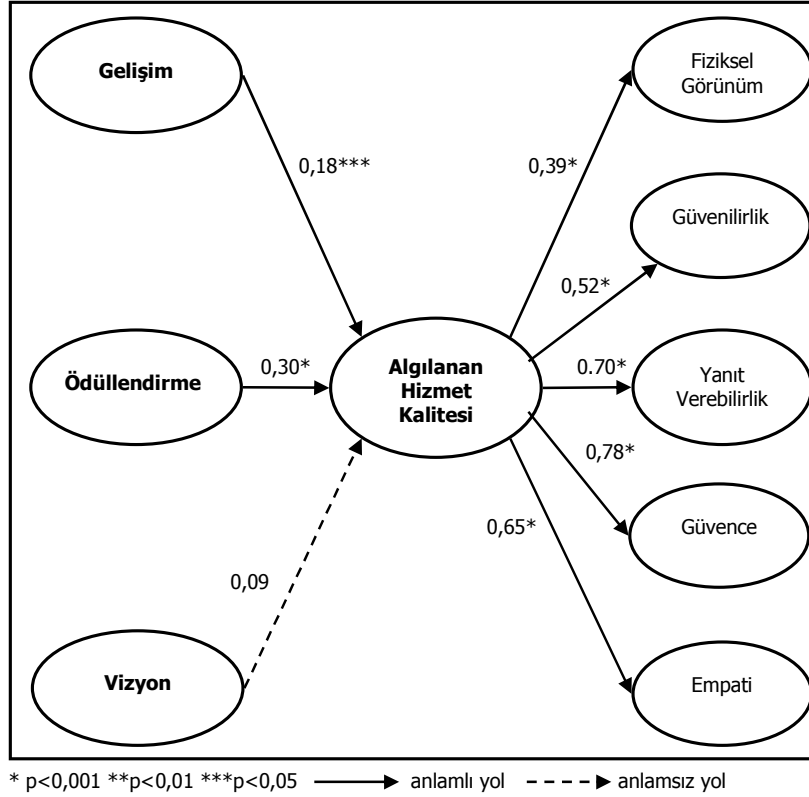 Gelişim
Fiziksel
Görünüm
0,18***
0,39*
Güvenilirlik
0,52*
Ödüllendirme
0,30*
Algılanan
Hizmet
Kalitesi
0.70*
Yanıt
Verebilirlik
0,78*
Güvence
0,65*
0,09
Vizyon
Empati
* p<0,001 **p<0,01 ***p<0,05 anlamlı yol anlamsız yol